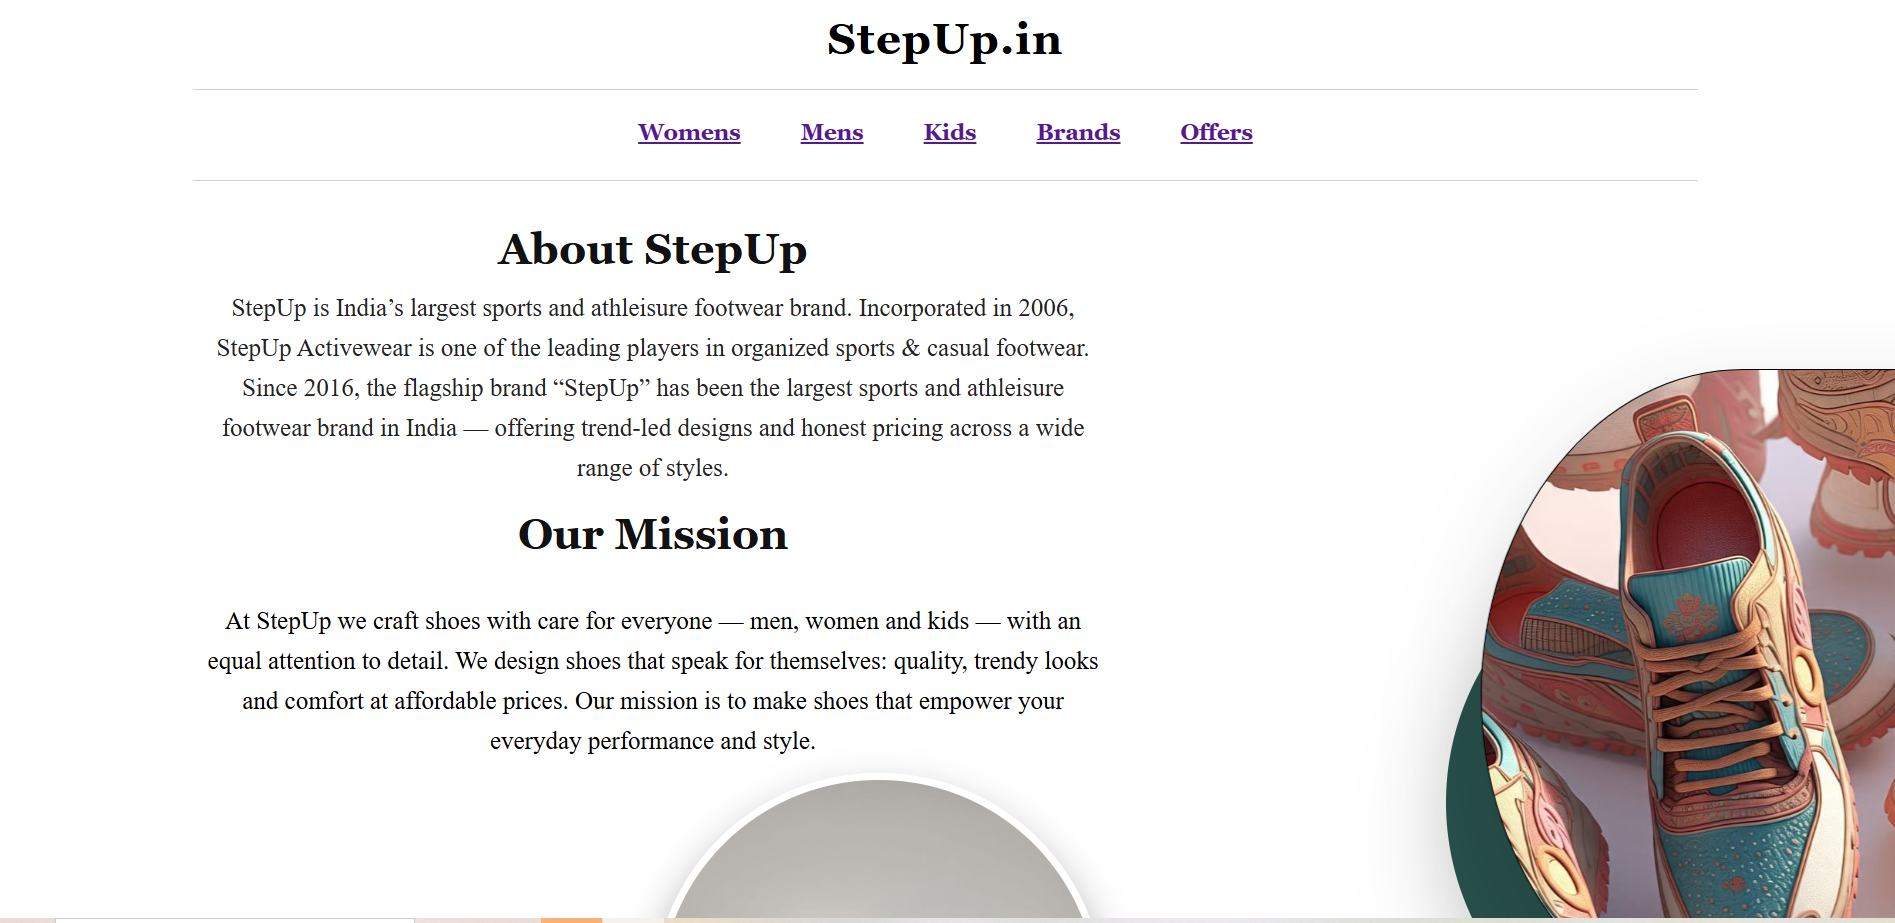 StepUp.in
Womens Mens Kids Brands Offers
About StepUp
StepUp is India’s largest sports and athleisure footwear brand. Incorporated in 2006,
StepUp Activewear is one of the leading players in organized sports & casual footwear.
Since 2016, the flagship brand “StepUp” has been the largest sports and athleisure
footwear brand in India — offering trend-led designs and honest pricing across a wide
range of styles.
Our Mission
At StepUp we craft shoes with care for everyone — men, women and kids — with an
equal attention to detail. We design shoes that speak for themselves: quality, trendy looks
and comfort at affordable prices. Our mission is to make shoes that empower your
everyday performance and style.